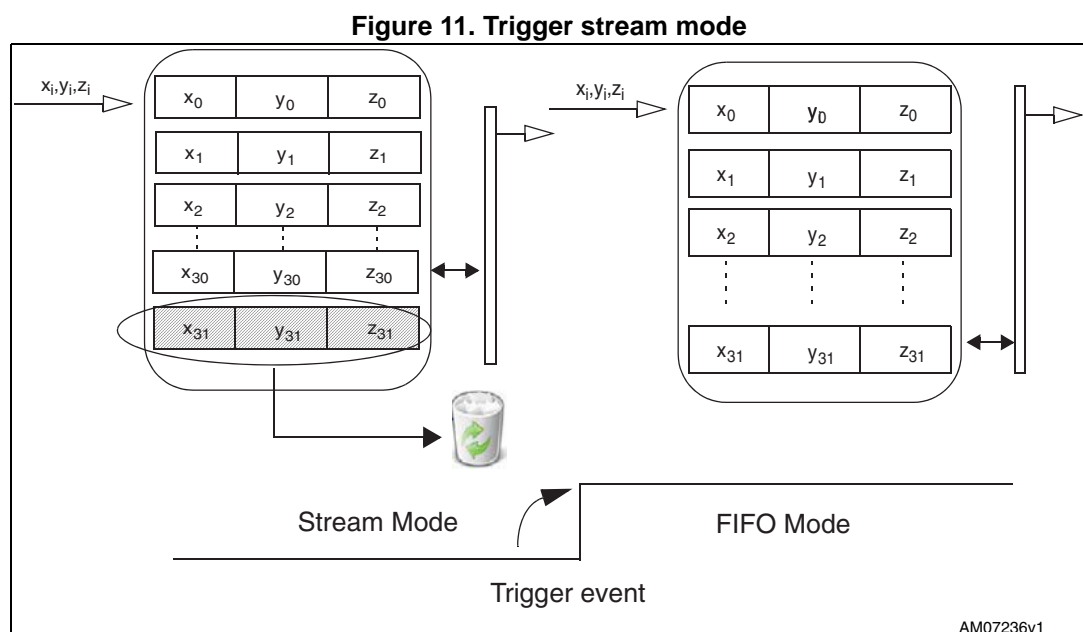 Figure 11. Trigger stream mode
xi,yi,zi
x0 y0 z0
x1 y1 z1
x2 y2 z2
x30 y30 z30
x31 y31 z31
xi,yi,zi
x0 y0 z0
x1 y1 z1
x2 y2 z2
x31 y31 z31
Stream Mode
FIFO Mode
Trigger event
AM07236v1